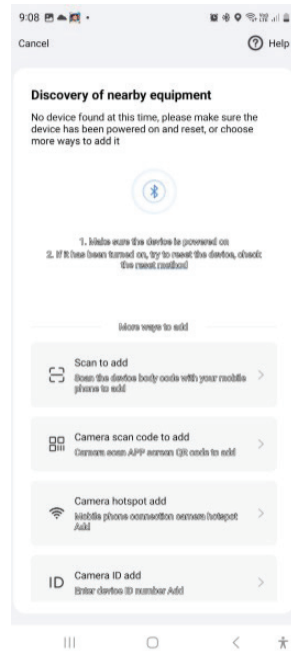 9:08
Cancel
Help
Discovery of nearby equipment
No device found at this time, please make sure the
device has been powered on and reset, or choose
more ways to add it
1. Make sure the device is powered on
2. If it has been turned on, try to reset the device, check
the reset method
More ways to add
Scan to add
Scan the device body code with your mobile
phone to add
Camera scan code to add
Camera scan APP screen QR code to add
Camera hotspot add
Mobile phone connection camera hotspot
Add
ID
Camera ID add
Enter device ID number Add